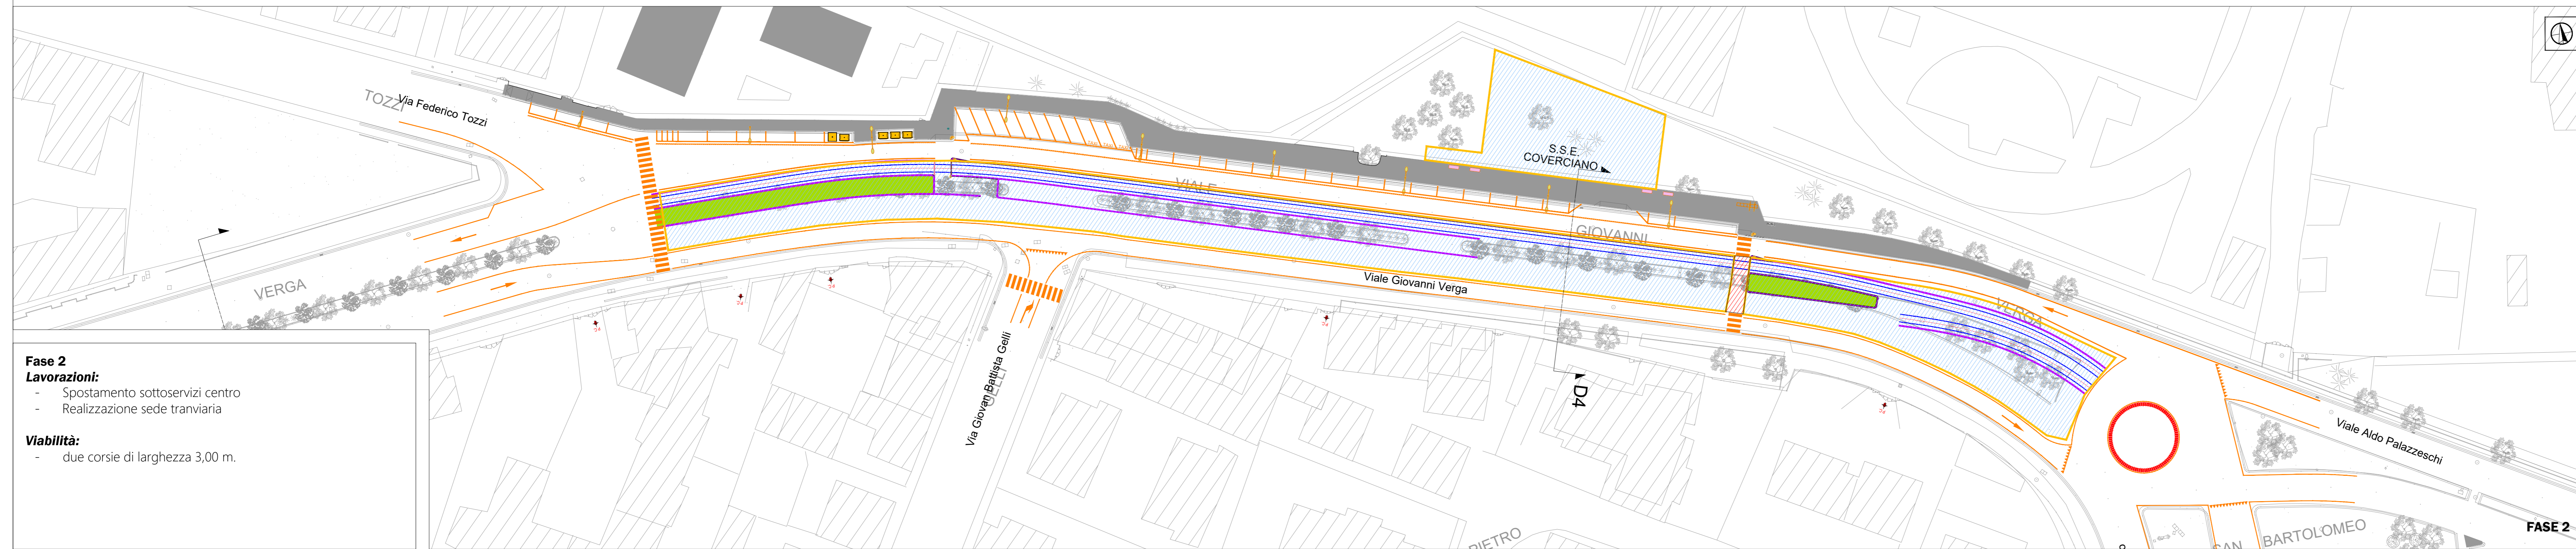 TOZZI
Via Federico Tozzi
VERGA
VIALE
S.S.E.
COVERCIANO
GIOVANNI
Viale Giovanni Verga
VERGA
Via Giovan Battista Gelli
GELLI
D4
Viale Aldo Palazzeschi
PIETRO
SAN BARTOLOMEO
Fase 2
Lavorazioni:
- Spostamento sottoservizi centro
- Realizzazione sede tranviaria
Viabilità:
- due corsie di larghezza 3,00 m.
FASE 2